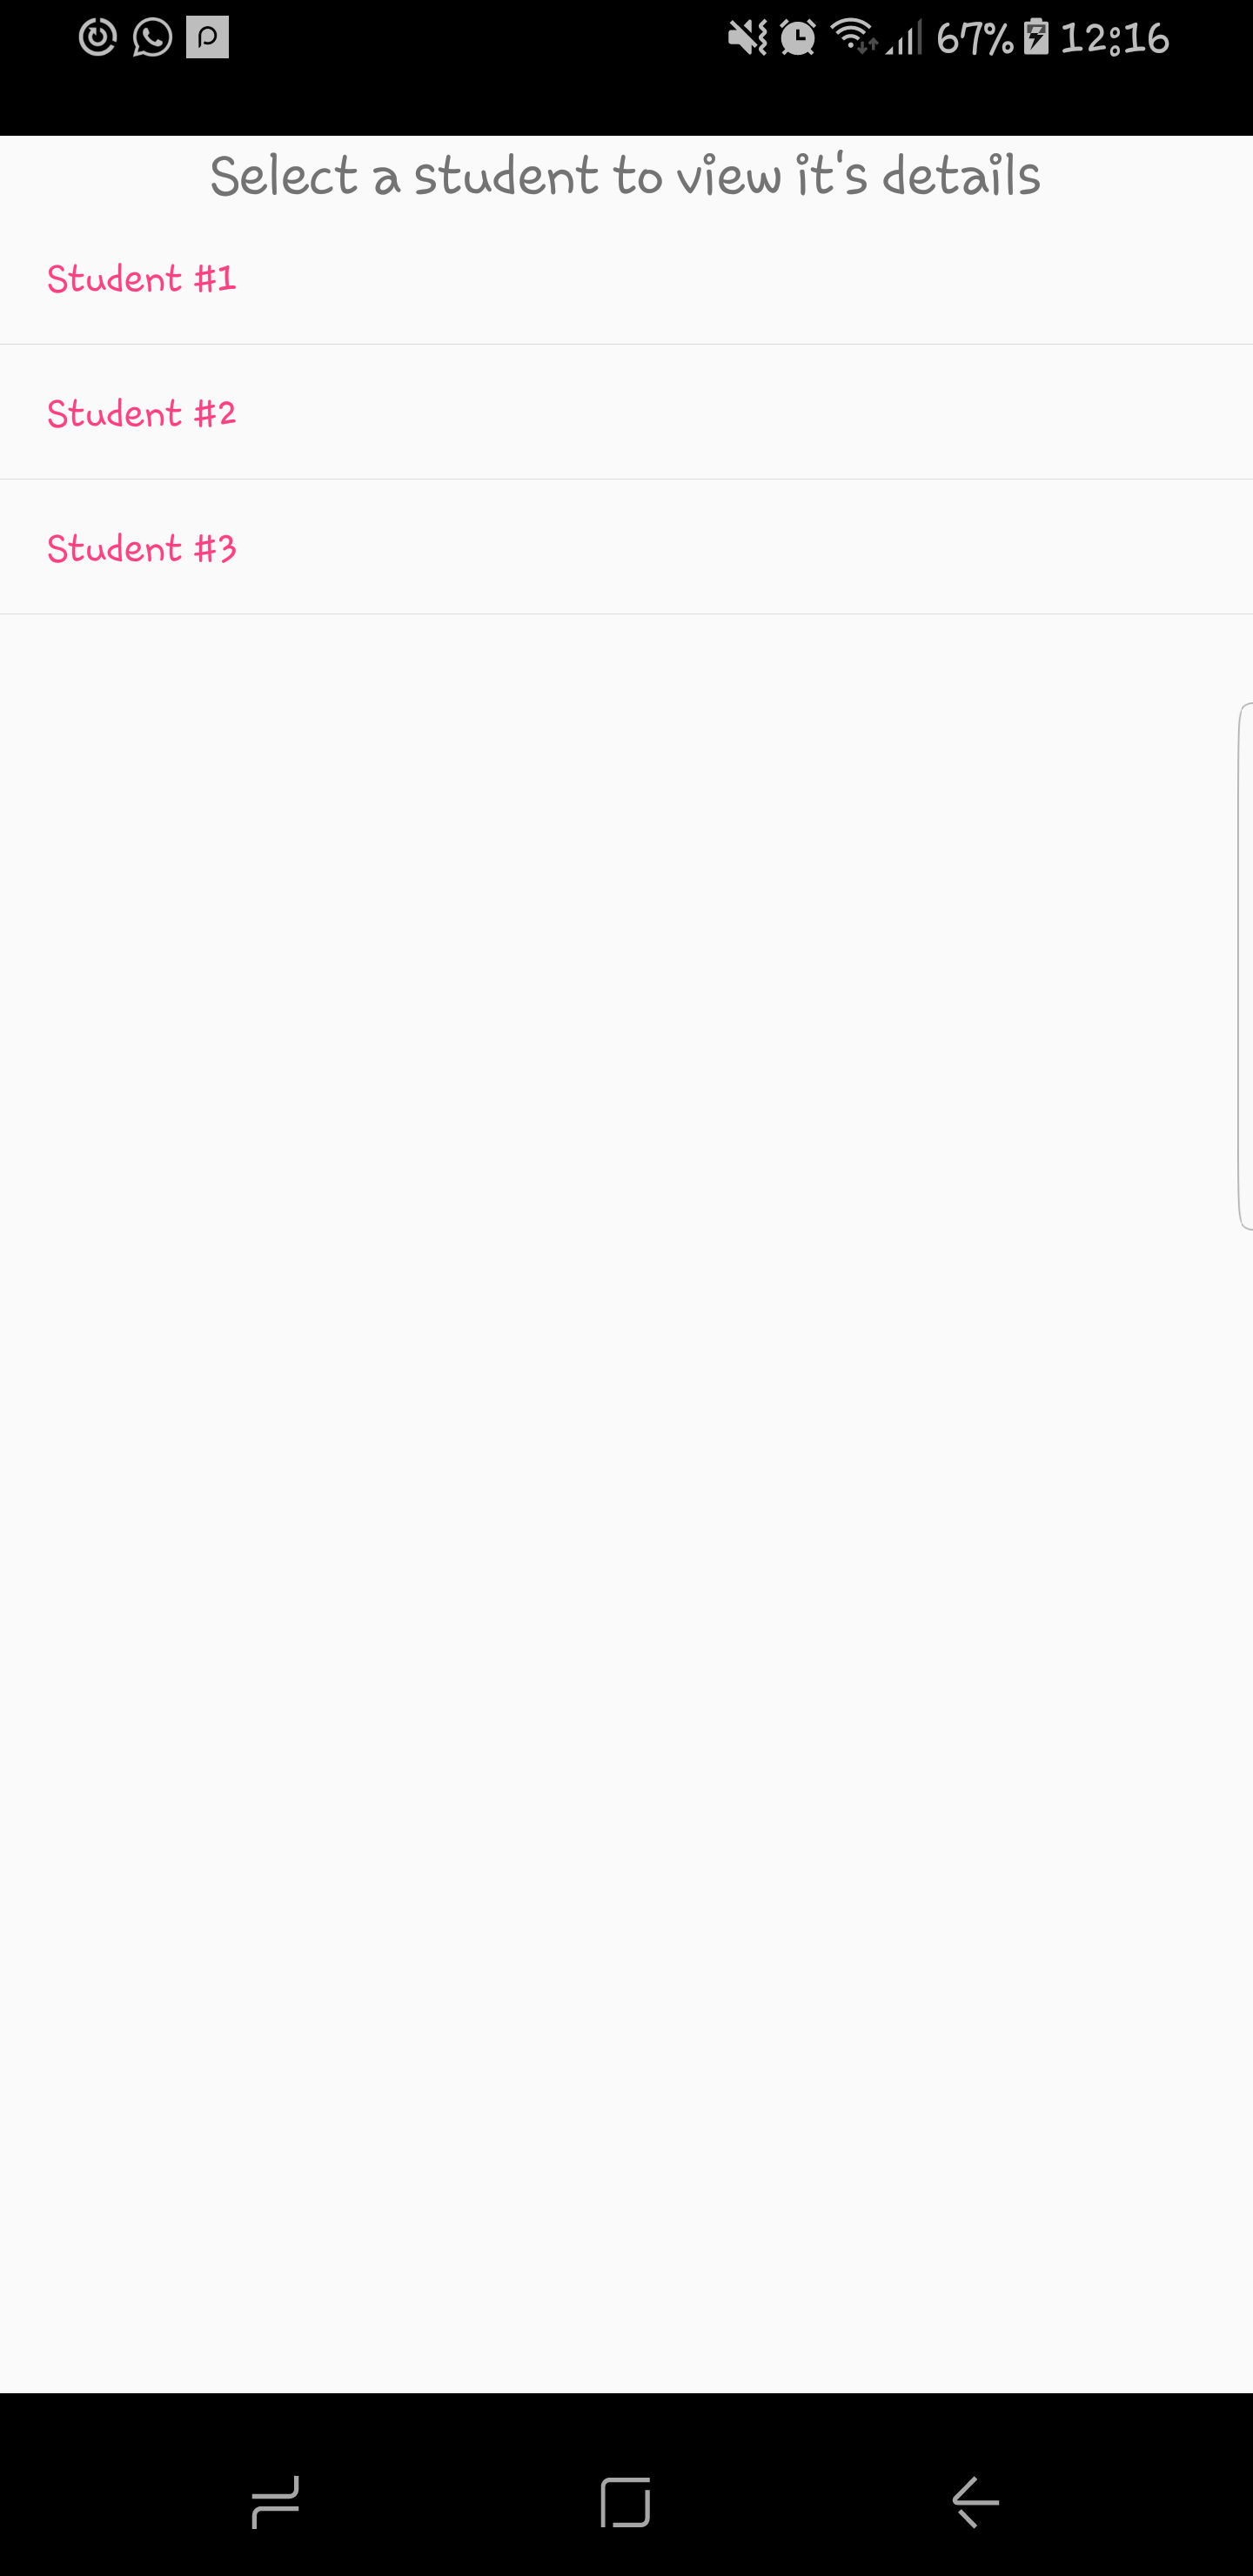 67% 12:16
Select a student to view it's details
Student #1
Student #2
Student #3